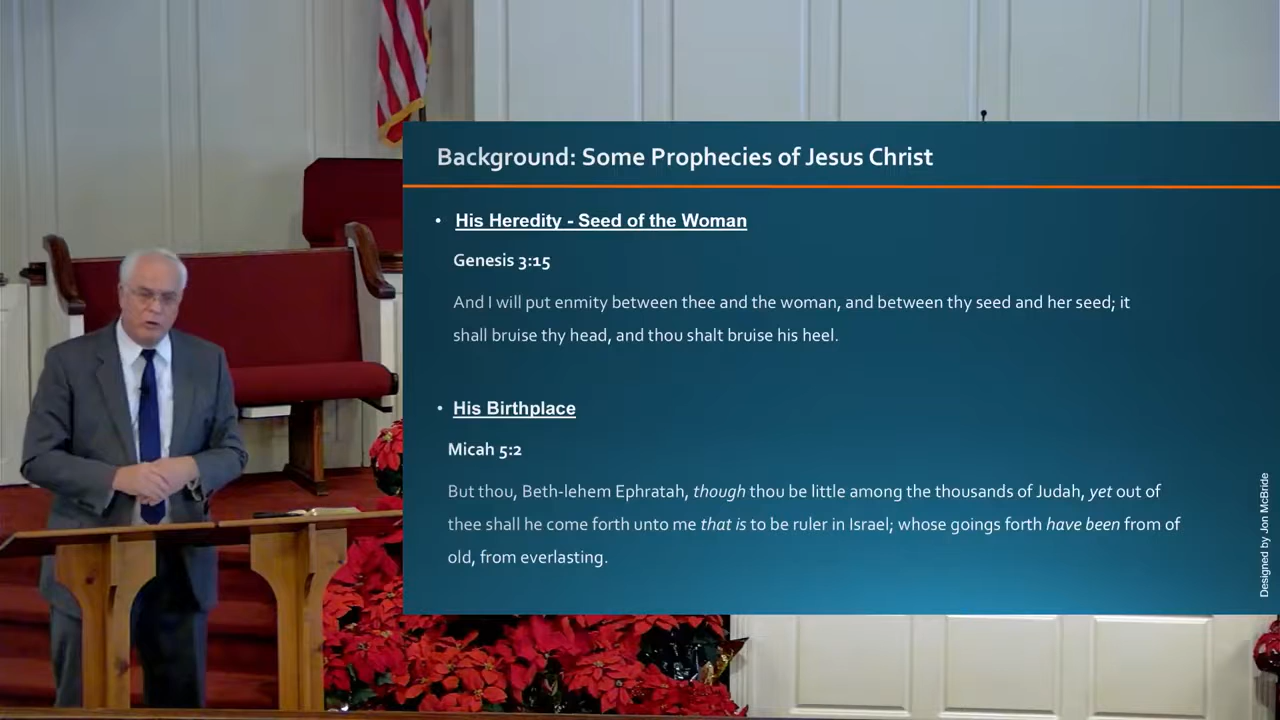 Background: Some Prophecies of Jesus Christ
• His Heredity - Seed of the Woman
Genesis 3:15
And I will put enmity between thee and the woman, and between thy seed and her seed; it
shall bruise thy head, and thou shalt bruise his heel.
• His Birthplace
Micah 5:2
But thou, Beth-lehem Ephratah, though thou be little among the thousands of Judah, yet out of
thee shall he come forth unto me that is to be ruler in Israel; whose goings forth have been from of
old, from everlasting.
Designed by Jon McBride